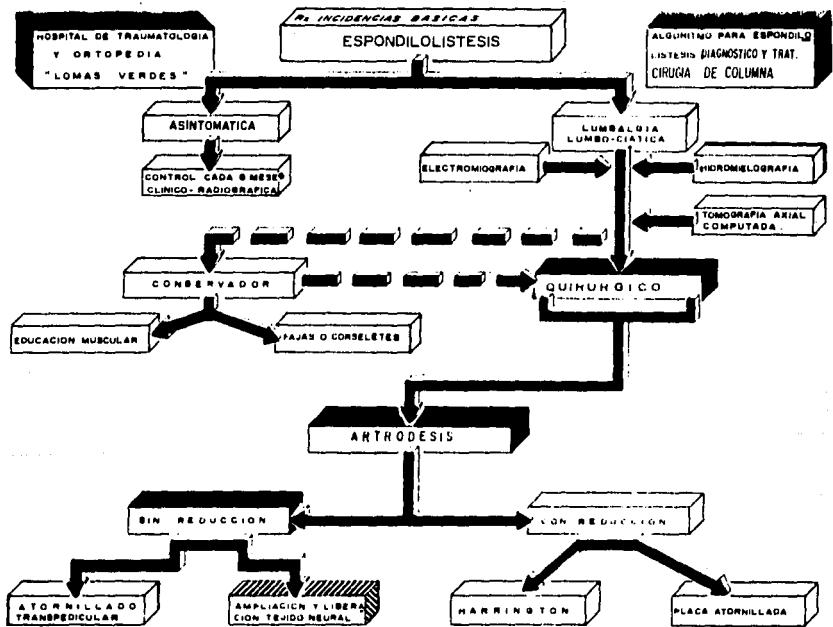 HOSPITAL DE TRAUMATOLOGIA
Y ORTOPEDIA
"LOMAS VERDES"
Rx INCIDENCIAS BASICAS
ESPONDILOLISTESIS
ALGORITMO PARA ESPONDILO
LISTESIS DIAGNOSTICO Y TRAT.
CIRUGIA DE COLUMNA
ASINTOMATICA
LUMBALGIA
LUMBO-CIATICA
CONTROL CADA 6 MESES
CLINICO-RADIOGRAFICA
ELECTROMIOGRAFIA
HIDROMIELOGRAFIA
TOMOGRAFIA AXIAL
COMPUTADA.
CONSERVADOR
QUIRURGICO
EDUCACION MUSCULAR
FAJAS O CORSELETES
ARTRODESIS
SIN REDUCCION
CON REDUCCION
ATORNILLADO
TRANSPEDICULAR
AMPLIACION Y LIBERA
CION TEJIDO NEURAL
HARRINGTON
PLACA ATORNILLADA